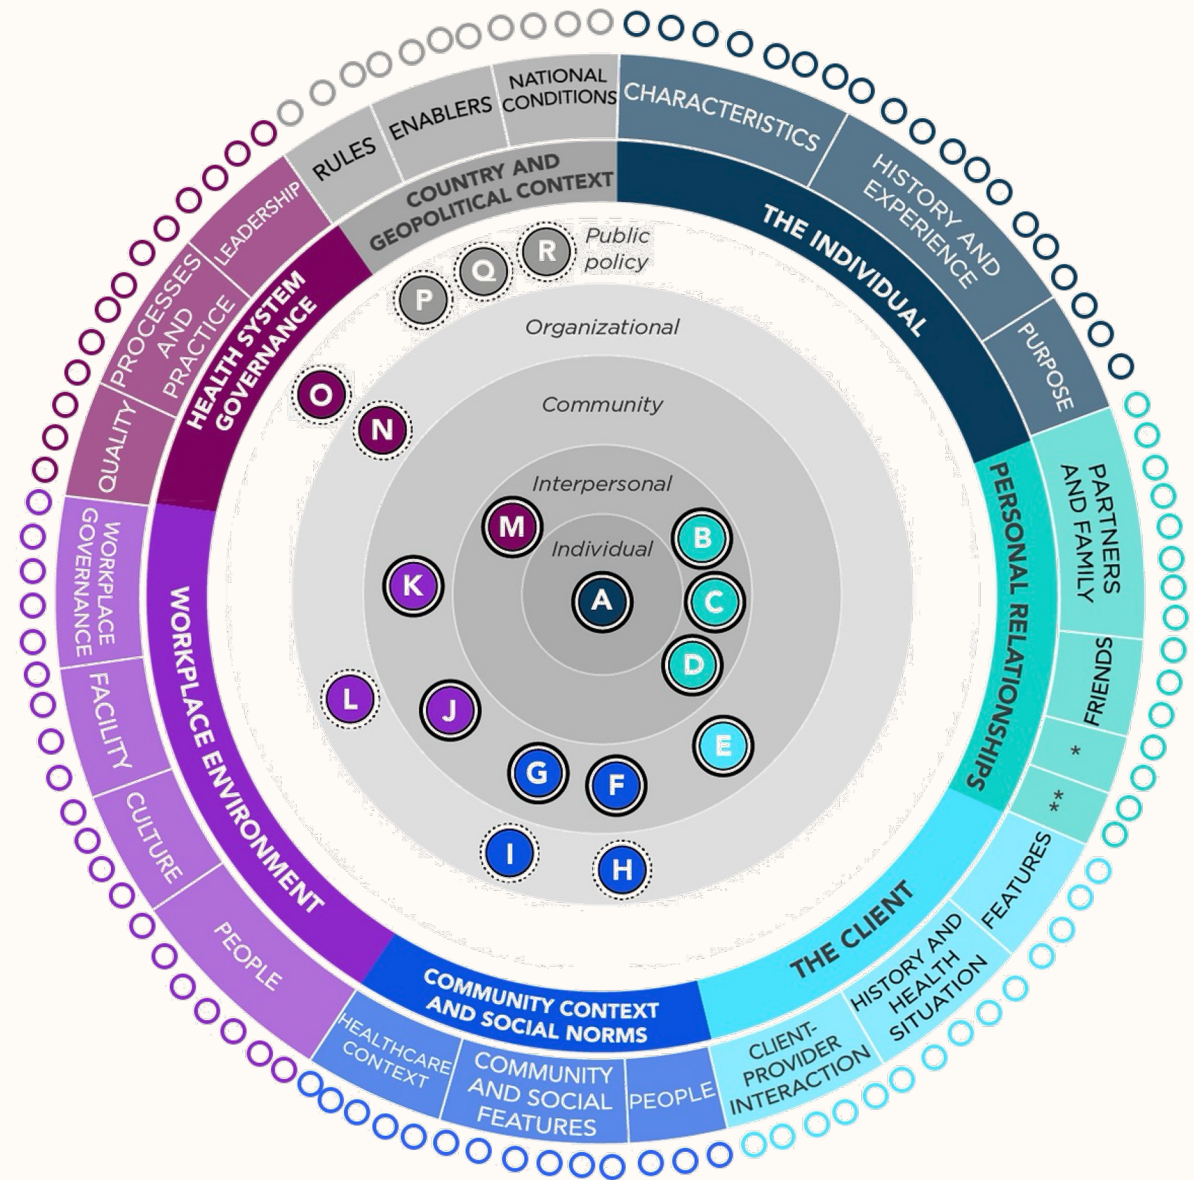 NATIONAL
CONDITIONS
ENABLERS
RULES
COUNTRY AND
GEOPOLITICAL CONTEXT
CHARACTERISTICS
HISTORY AND
EXPERIENCE
PURPOSE
THE INDIVIDUAL
PARTNERS
AND FAMILY
FRIENDS
*
**
PERSONAL RELATIONSHIPS
FEATURES
HISTORY AND
HEALTH
SITUATION
CLIENT-
PROVIDER
INTERACTION
THE CLIENT
PEOPLE
COMMUNITY
AND SOCIAL
FEATURES
HEALTHCARE
CONTEXT
COMMUNITY CONTEXT
AND SOCIAL NORMS
PEOPLE
CULTURE
FACILITY
WORKPLACE
GOVERNANCE
WORKPLACE ENVIRONMENT
QUALITY
PROCESSES
AND
PRACTICE
LEADERSHIP
HEALTH SYSTEM
GOVERNANCE
Public
policy
Organizational
Community
Interpersonal
Individual
A
B
C
D
E
F
G
H
I
J
K
L
M
N
O
P
Q
R